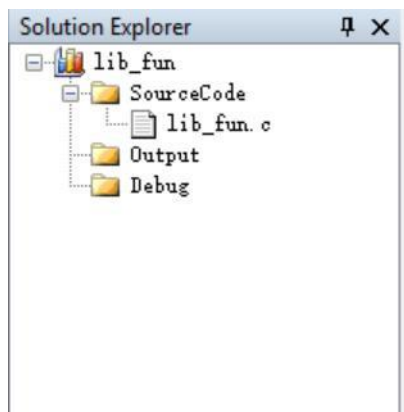 Solution Explorer
lib_fun
SourceCode
lib_fun.c
Output
Debug